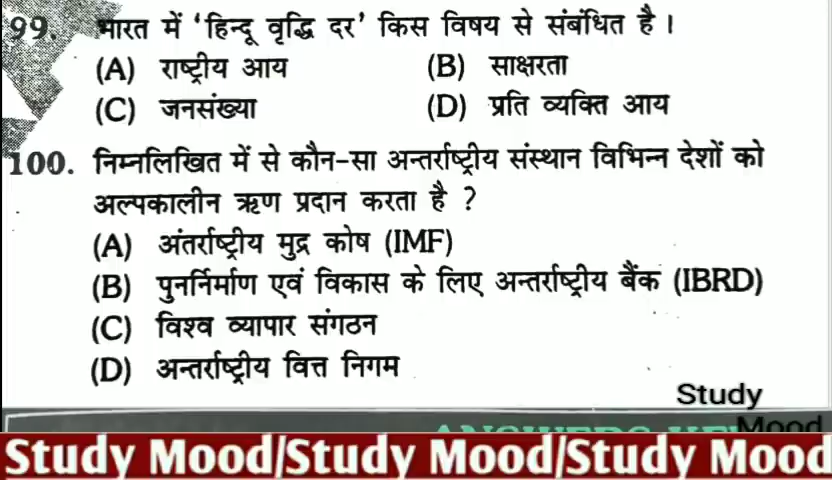 99. भारत में 'हिन्दू वृद्धि दर' किस विषय से संबंधित है।
(A) राष्ट्रीय आय (B) साक्षरता
(C) जनसंख्या (D) प्रति व्यक्ति आय
100. निम्नलिखित में से कौन-सा अन्तर्राष्ट्रीय संस्थान विभिन्न देशों को
अल्पकालीन ऋण प्रदान करता है ?
(A) अंतर्राष्ट्रीय मुद्र कोष (IMF)
(B) पुनर्निर्माण एवं विकास के लिए अन्तर्राष्ट्रीय बैंक (IBRD)
(C) विश्व व्यापार संगठन
(D) अन्तर्राष्ट्रीय वित्त निगम
Study
Mood
Study Mood/Study Mood/Study Mood